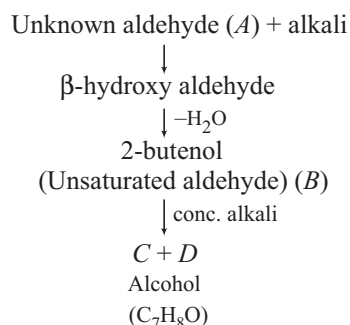 Unknown aldehyde (A) + alkali
β-hydroxy aldehyde
–H₂O
2-butenol
(Unsaturated aldehyde) (B)
conc. alkali
C + D
Alcohol
(C₇H₈O)